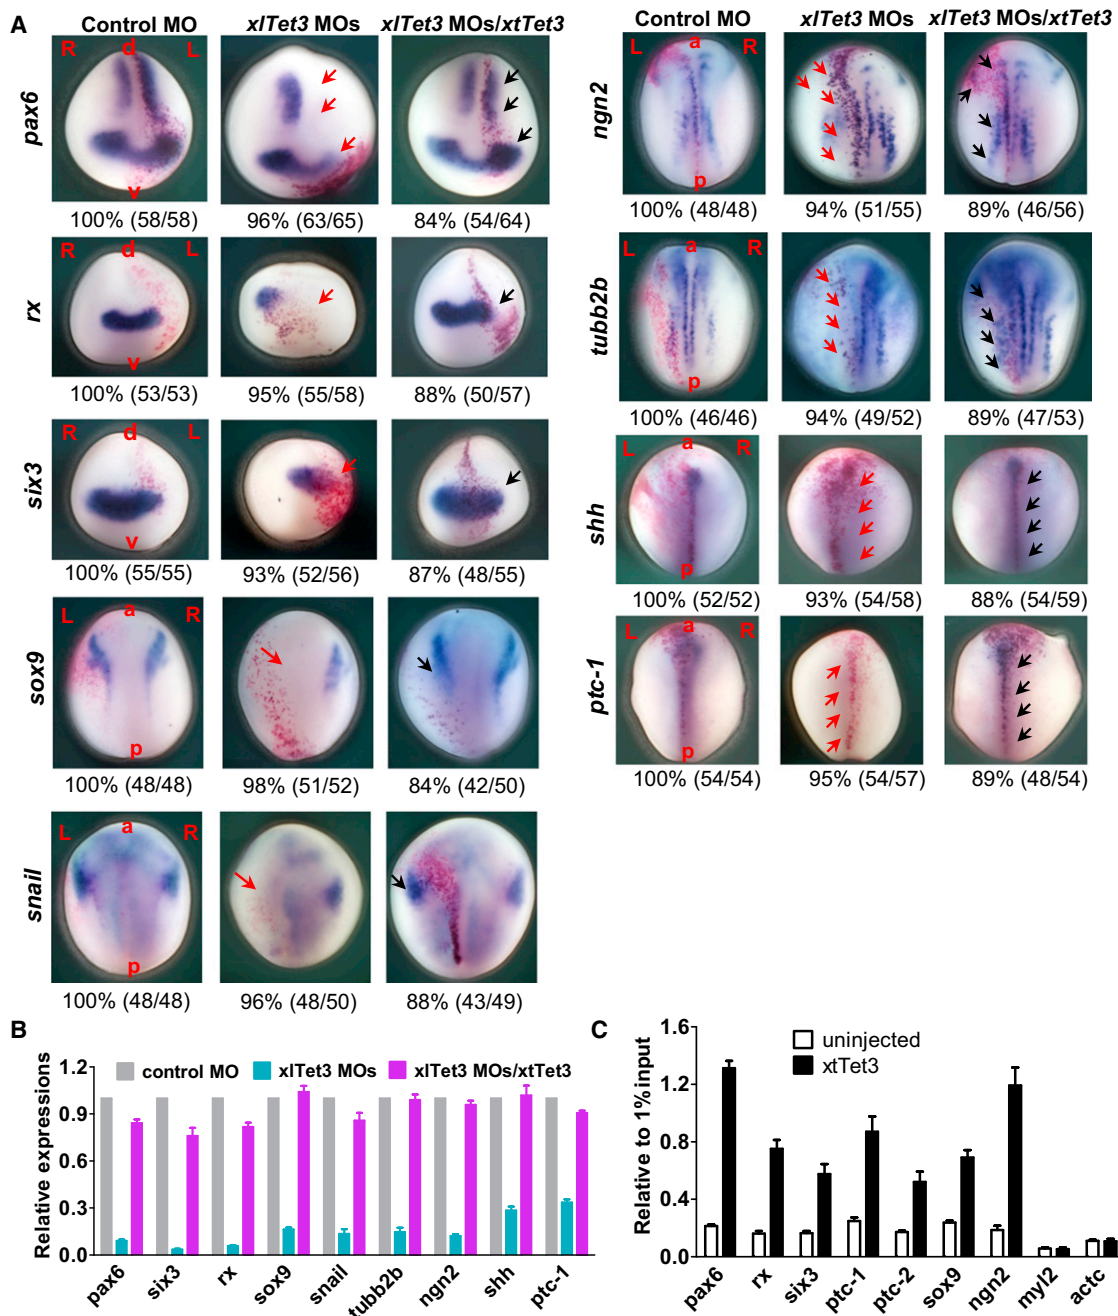 A
Control MO
xlTet3 MOs
xlTet3 MOs/xtTet3
pax6
R
d
L
v
100% (58/58)
96% (63/65)
84% (54/64)
rx
R
d
L
v
100% (53/53)
95% (55/58)
88% (50/57)
six3
R
d
L
v
100% (55/55)
93% (52/56)
87% (48/55)
sox9
L
a
R
p
100% (48/48)
98% (51/52)
84% (42/50)
snail
L
a
R
p
100% (48/48)
96% (48/50)
88% (43/49)
Control MO
xlTet3 MOs
xlTet3 MOs/xtTet3
ngn2
L
a
R
p
100% (48/48)
94% (51/55)
89% (46/56)
tubb2b
L
a
R
p
100% (46/46)
94% (49/52)
89% (47/53)
shh
L
a
R
p
100% (52/52)
93% (54/58)
88% (54/59)
ptc-1
L
a
R
p
100% (54/54)
95% (54/57)
89% (48/54)
B
Relative expressions
1.2
0.9
0.6
0.3
0.0
control MO
xlTet3 MOs
xlTet3 MOs/xtTet3
pax6
six3
rx
sox9
snail
tubb2b
ngn2
shh
ptc-1
C
Relative to 1% input
1.6
1.2
0.8
0.4
0.0
uninjected
xtTet3
pax6
rx
six3
ptc-1
ptc-2
sox9
ngn2
myl2
actc